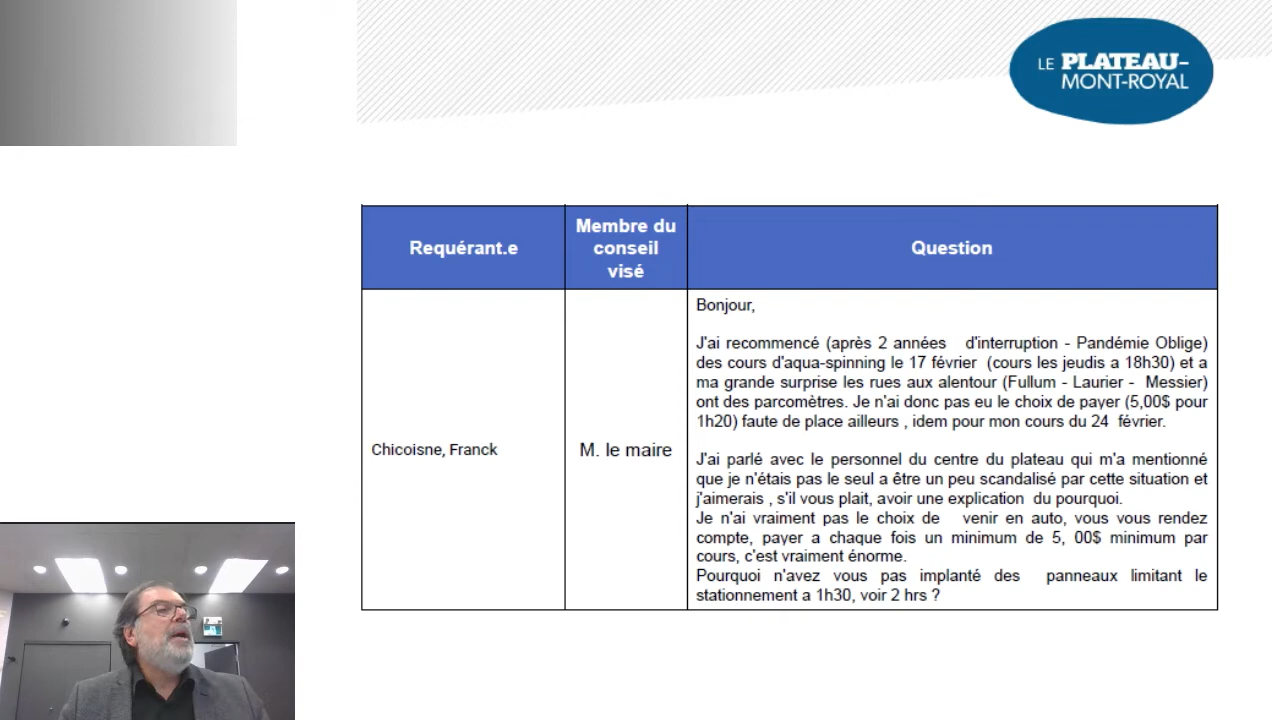 LE PLATEAU-
MONT-ROYAL
Requérant.e
Membre du
conseil
visé
Question
Chicoisne, Franck
M. le maire
Bonjour,
J'ai recommencé (après 2 années d'interruption - Pandémie Oblige)
des cours d'aqua-spinning le 17 février (cours les jeudis a 18h30) et a
ma grande surprise les rues aux alentour (Fullum - Laurier - Messier)
ont des parcomètres. Je n'ai donc pas eu le choix de payer (5,00$ pour
1h20) faute de place ailleurs , idem pour mon cours du 24 février.
J'ai parlé avec le personnel du centre du plateau qui m'a mentionné
que je n'étais pas le seul a être un peu scandalisé par cette situation et
j'aimerais , s'il vous plait, avoir une explication du pourquoi.
Je n'ai vraiment pas le choix de venir en auto, vous vous rendez
compte, payer a chaque fois un minimum de 5, 00$ minimum par
cours, c'est vraiment énorme.
Pourquoi n'avez vous pas implanté des panneaux limitant le
stationnement a 1h30, voir 2 hrs ?